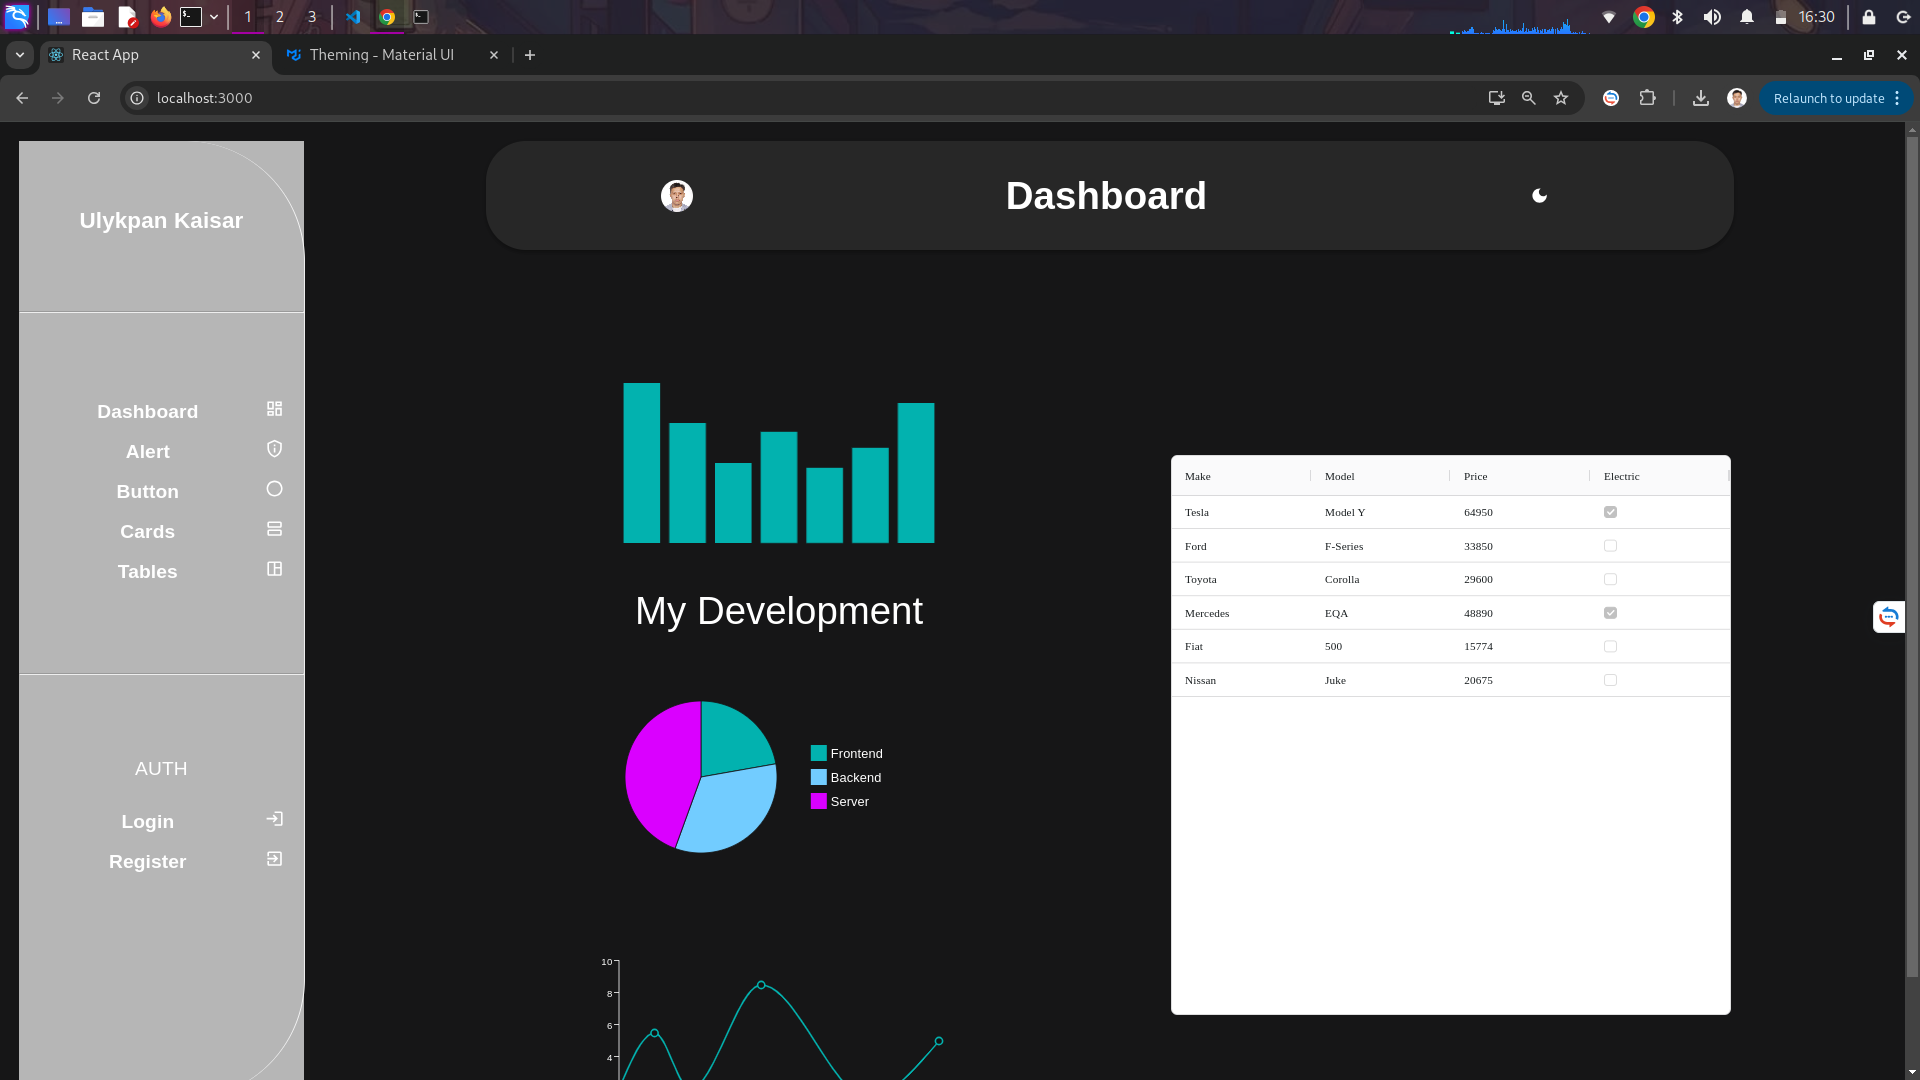 1 2 3 16:30
React App Theming - Material UI
localhost:3000 Relaunch to update
Ulykpan Kaisar
Dashboard
Dashboard
Alert
Button
Cards
Tables
AUTH
Login
Register
My Development
Frontend
Backend
Server
10
8
6
4
Make Model Price Electric
Tesla Model Y 64950
Ford F-Series 33850
Toyota Corolla 29600
Mercedes EQA 48890
Fiat 500 15774
Nissan Juke 20675